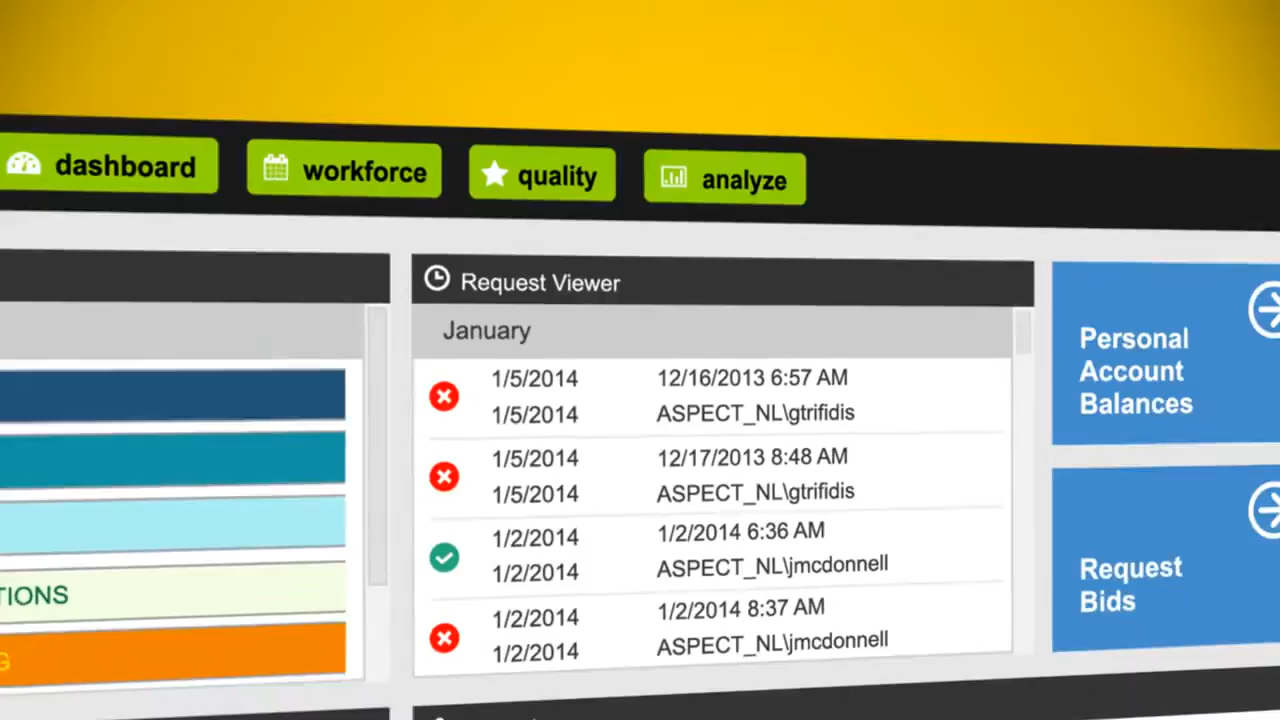 dashboard
workforce
quality
analyze
Request Viewer
January
1/5/2014 12/16/2013 6:57 AM
1/5/2014 ASPECT_NL\gtrifidis
1/5/2014 12/17/2013 8:48 AM
1/5/2014 ASPECT_NL\gtrifidis
1/2/2014 1/2/2014 6:36 AM
1/2/2014 ASPECT_NL\jmcdonnell
1/2/2014 1/2/2014 8:37 AM
1/2/2014 ASPECT_NL\jmcdonnell
TIONS
G
Personal
Account
Balances
Request
Bids